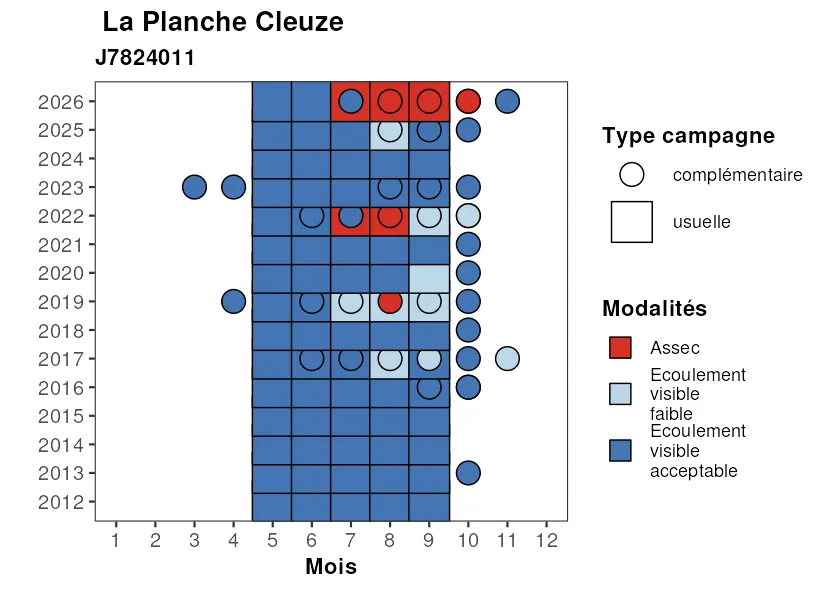 La Planche Cleuze
J7824011
2026
2025
2024
2023
2022
2021
2020
2019
2018
2017
2016
2015
2014
2013
2012
1 2 3 4 5 6 7 8 9 10 11 12
Mois
Type campagne
complémentaire
usuelle
Modalités
Assec
Ecoulement
visible
faible
Ecoulement
visible
acceptable